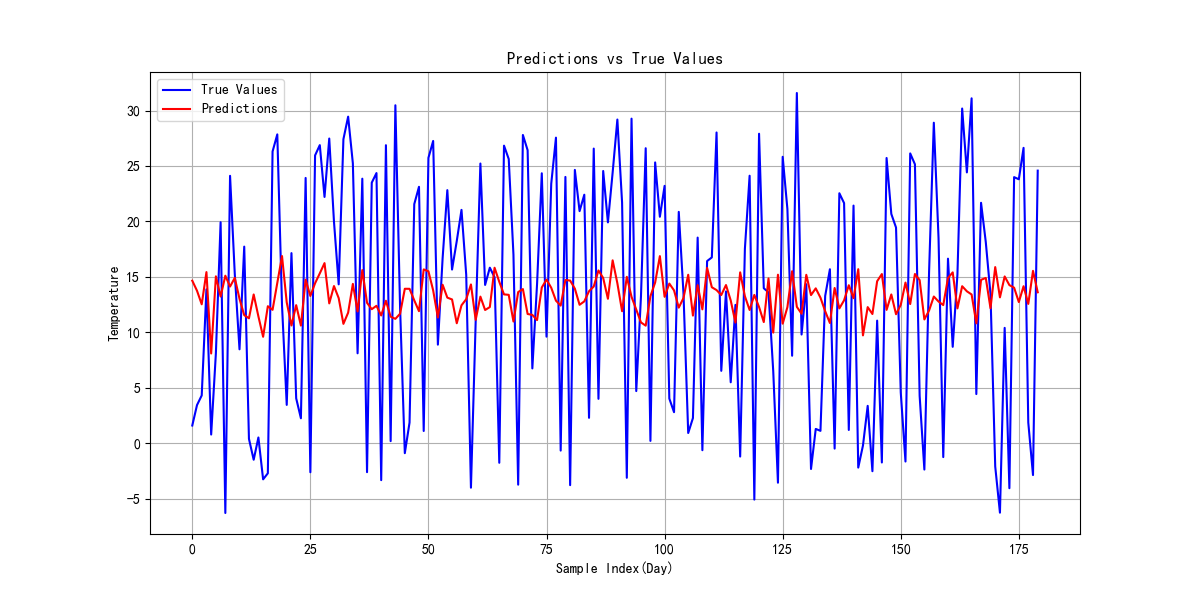 Predictions vs True Values
True Values
Predictions
Temperature
30
25
20
15
10
5
0
−5
0 25 50 75 100 125 150 175
Sample Index(Day)